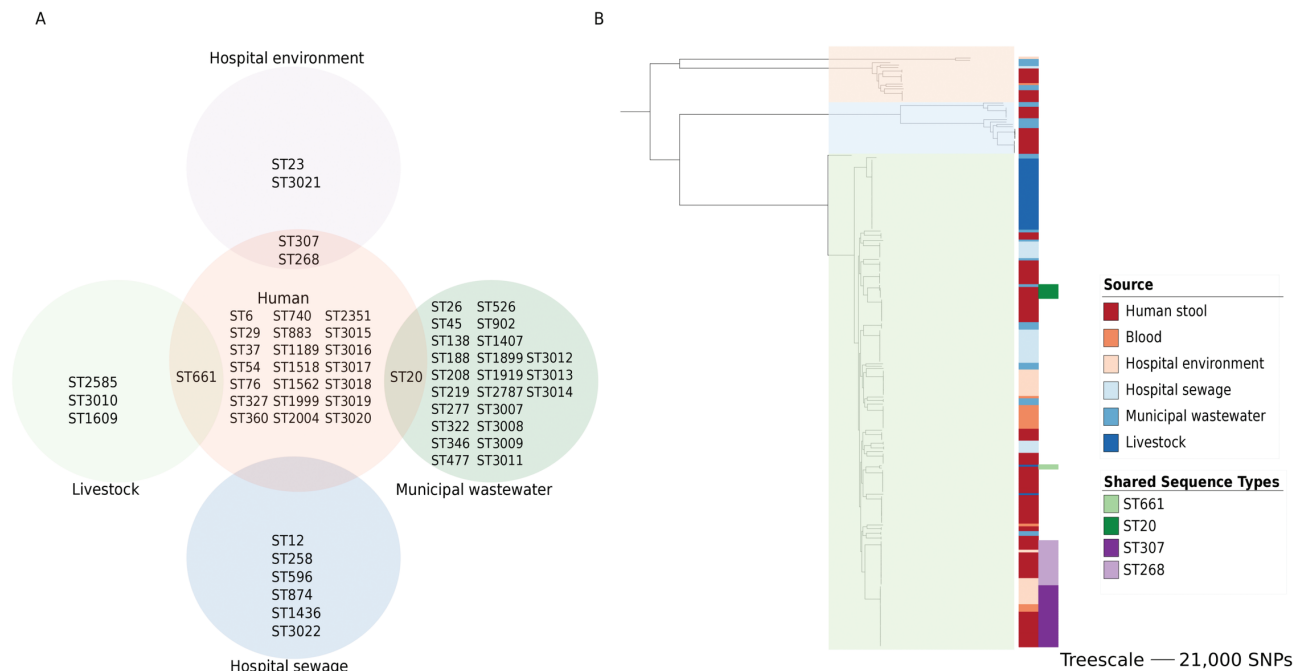 A
B
Hospital environment
ST23
ST3021
ST307
ST268
Human
ST6 ST740 ST2351
ST29 ST883 ST3015
ST37 ST1189 ST3016
ST54 ST1518 ST3017
ST76 ST1562 ST3018
ST327 ST1999 ST3019
ST360 ST2004 ST3020
ST661
ST20
ST2585
ST3010
ST1609
Livestock
ST26 ST526
ST45 ST902
ST138 ST1407
ST188 ST1899 ST3012
ST208 ST1919 ST3013
ST219 ST2787 ST3014
ST277 ST3007
ST322 ST3008
ST346 ST3009
ST477 ST3011
Municipal wastewater
ST12
ST258
ST596
ST874
ST1436
ST3022
Hospital sewage
Source
Human stool
Blood
Hospital environment
Hospital sewage
Municipal wastewater
Livestock
Shared Sequence Types
ST661
ST20
ST307
ST268
Treescale 21,000 SNPs